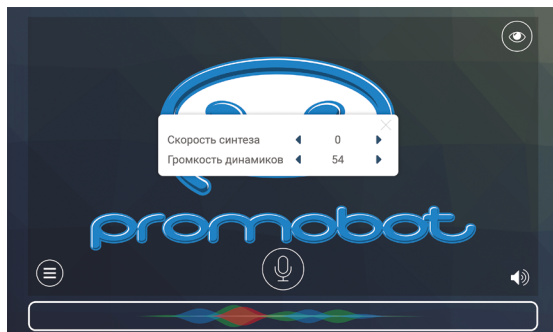 Скорость синтеза 0
Громкость динамиков 54
promobot